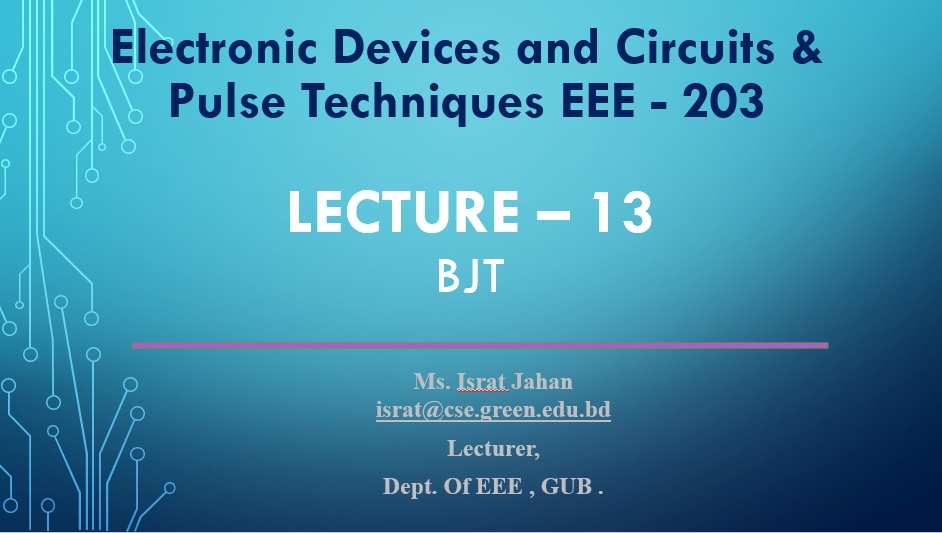 Electronic Devices and Circuits &
Pulse Techniques EEE - 203
LECTURE – 13
BJT
Ms. Israt Jahan
israt@cse.green.edu.bd
Lecturer,
Dept. Of EEE , GUB .